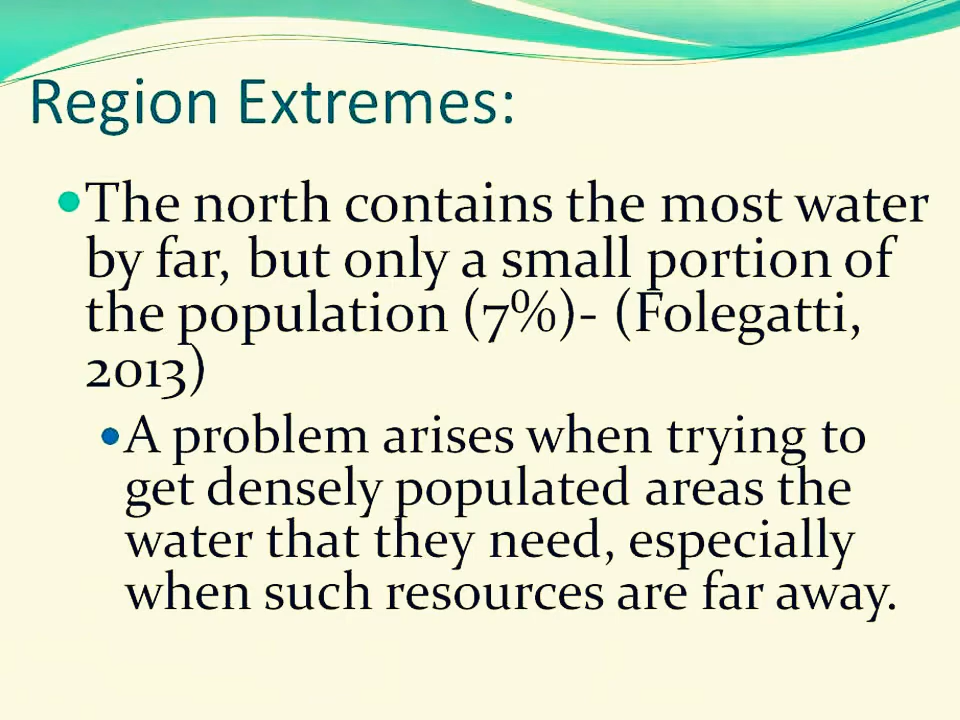 Region Extremes:
•The north contains the most water
by far, but only a small portion of
the population (7%)- (Folegatti,
2013)
•A problem arises when trying to
get densely populated areas the
water that they need, especially
when such resources are far away.